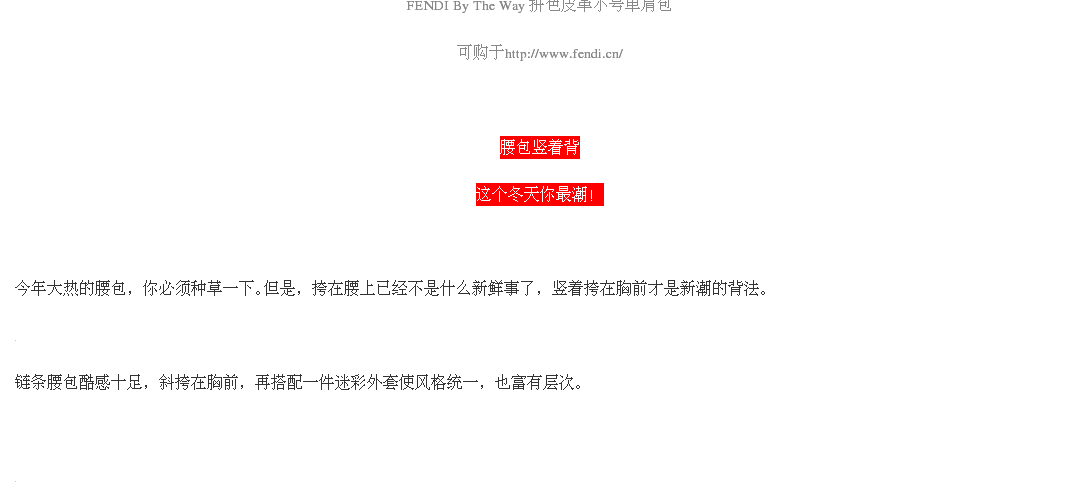 FENDI By The Way 拼色皮革小号单肩包
可购于http://www.fendi.cn/
腰包竖着背
这个冬天你最潮!
今年大热的腰包，你必须种草一下。但是，挎在腰上已经不是什么新鲜事了，竖着挎在胸前才是新潮的背法。
链条腰包酷感十足，斜挎在胸前，再搭配一件迷彩外套使风格统一，也富有层次。